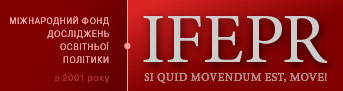 МІЖНАРОДНИЙ ФОНД
ДОСЛІДЖЕНЬ
ОСВІТНЬОЇ
ПОЛІТИКИ
з 2001 року
IFEPR
SI QUID MOVENDUM EST, MOVE!